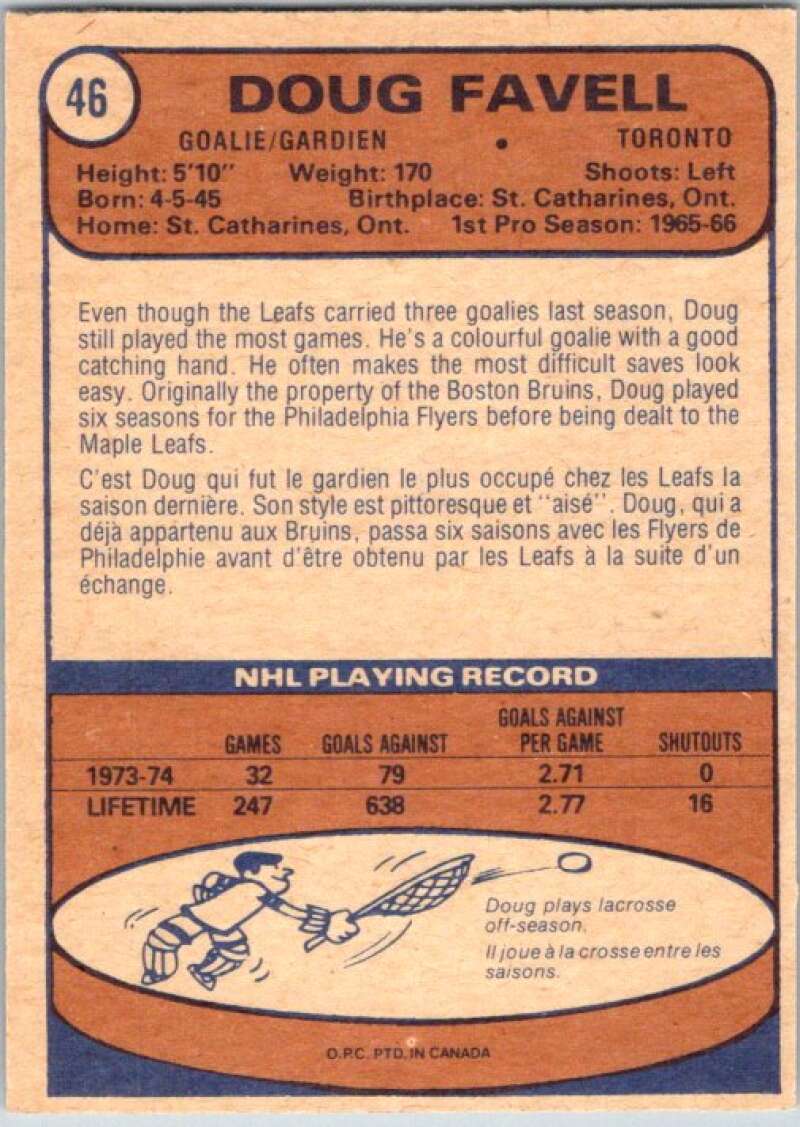 46
DOUG FAVELL
GOALIE/GARDIEN • TORONTO
Height: 5'10" Weight: 170 Shoots: Left
Born: 4-5-45 Birthplace: St. Catharines, Ont.
Home: St. Catharines, Ont. 1st Pro Season: 1965-66
Even though the Leafs carried three goalies last season, Doug
still played the most games. He's a colourful goalie with a good
catching hand. He often makes the most difficult saves look
easy. Originally the property of the Boston Bruins, Doug played
six seasons for the Philadelphia Flyers before being dealt to the
Maple Leafs.
C'est Doug qui fut le gardien le plus occupé chez les Leafs la
saison dernière. Son style est pittoresque et "aisé". Doug, qui a
déjà appartenu aux Bruins, passa six saisons avec les Flyers de
Philadelphie avant d'être obtenu par les Leafs à la suite d'un
échange.
NHL PLAYING RECORD
GAMES GOALS AGAINST GOALS AGAINST PER GAME SHUTOUTS
1973-74 32 79 2.71 0
LIFETIME 247 638 2.77 16
Doug plays lacrosse
off-season.
Il joue à la crosse entre les
saisons.
O.P.C. PTD. IN CANADA